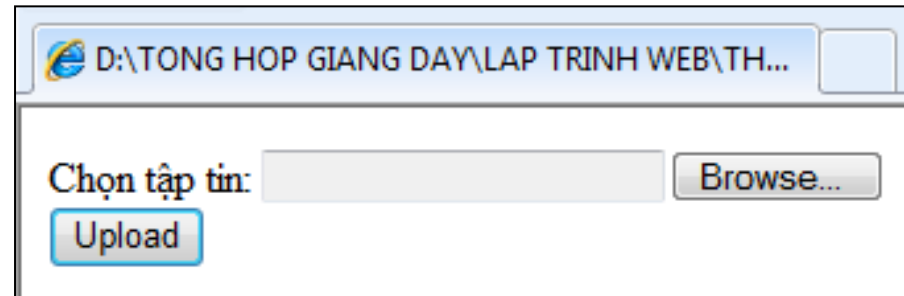 D:\TONG HOP GIANG DAY\LAP TRINH WEB\TH...
Chọn tập tin: Browse...
Upload